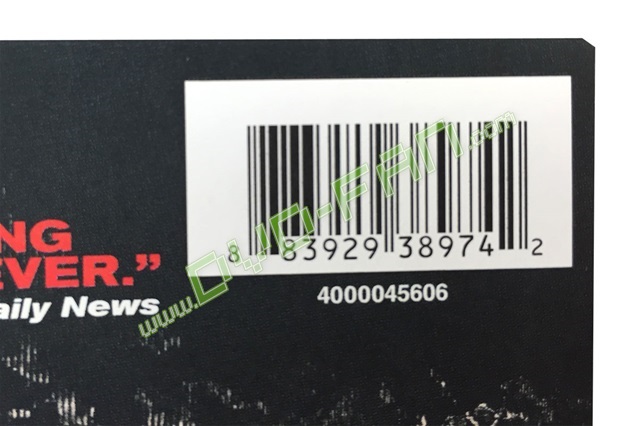 8 83929 38974 2
4000045606
NG
EVER.”
aily News
www.DVD-FAN.com